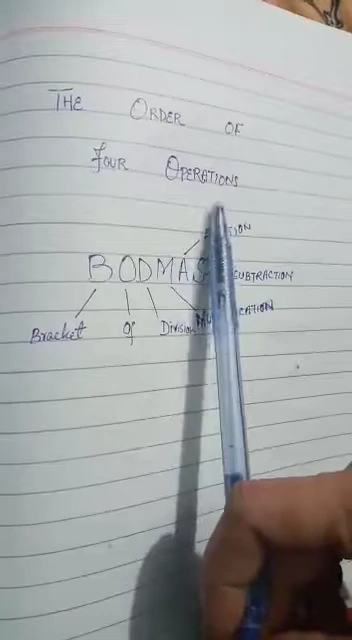 THE ORDER OF
Four OPERATIONS
BODMAS
SUBTRACTION
Bracket Of Division